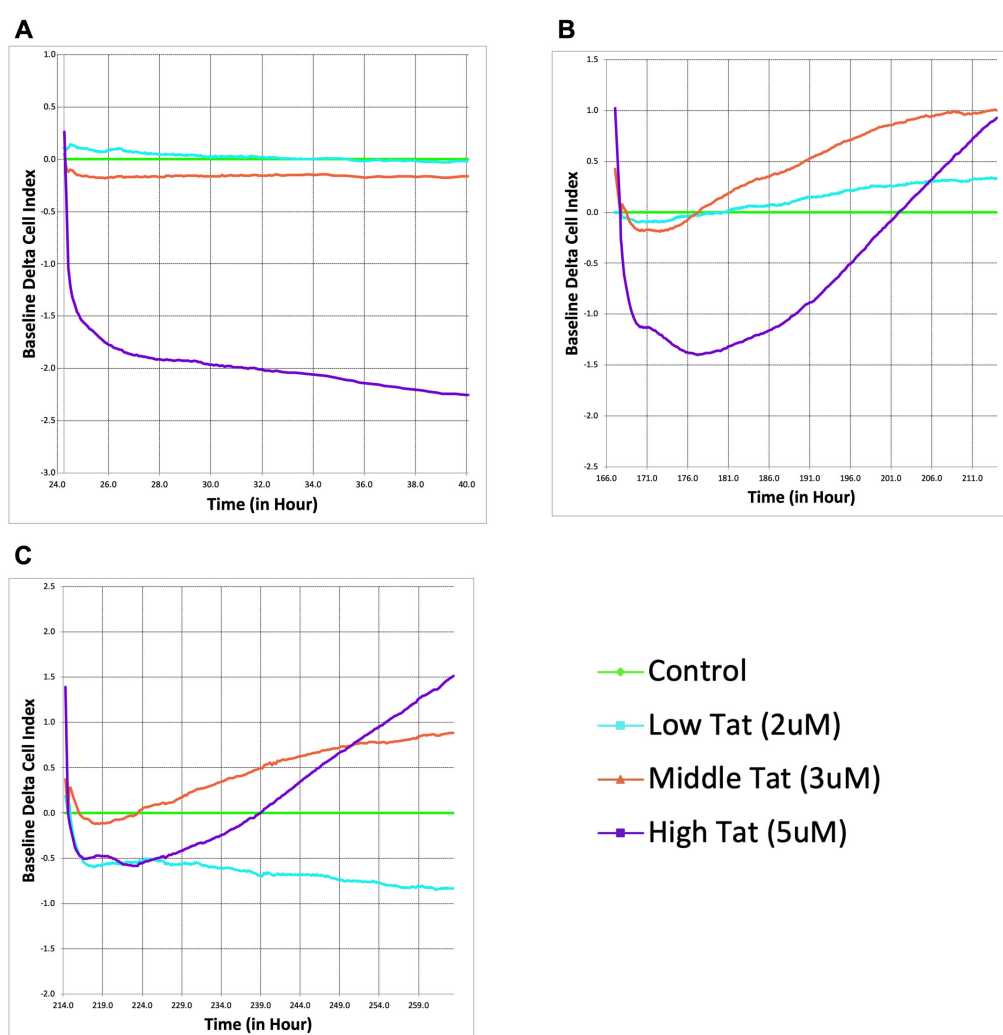 A
Baseline Delta Cell Index
1.0
0.5
0.0
-0.5
-1.0
-1.5
-2.0
-2.5
-3.0
24.0 26.0 28.0 30.0 32.0 34.0 36.0 38.0 40.0
Time (in Hour)
B
Baseline Delta Cell Index
1.5
1.0
0.5
0.0
-0.5
-1.0
-1.5
-2.0
-2.5
166.0 171.0 176.0 181.0 186.0 191.0 196.0 201.0 206.0 211.0
Time (in Hour)
C
Baseline Delta Cell Index
2.5
2.0
1.5
1.0
0.5
0.0
-0.5
-1.0
-1.5
-2.0
214.0 219.0 224.0 229.0 234.0 239.0 244.0 249.0 254.0 259.0
Time (in Hour)
Control
Low Tat (2uM)
Middle Tat (3uM)
High Tat (5uM)